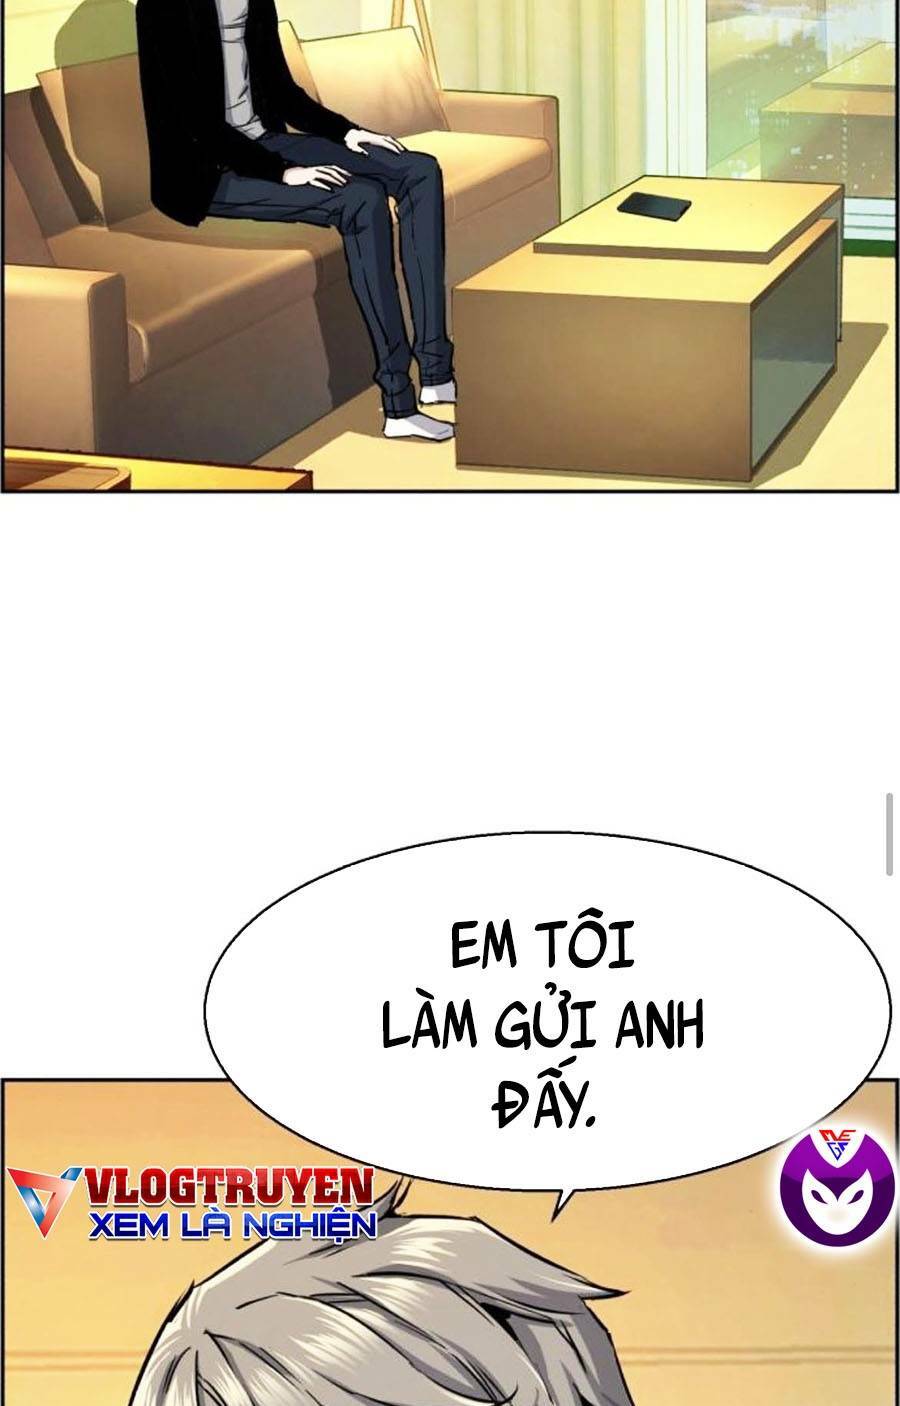 EM TÔI
LÀM GỬI ANH
ĐẤY.
VLOGTRUYEN
XEM LÀ NGHIỆN